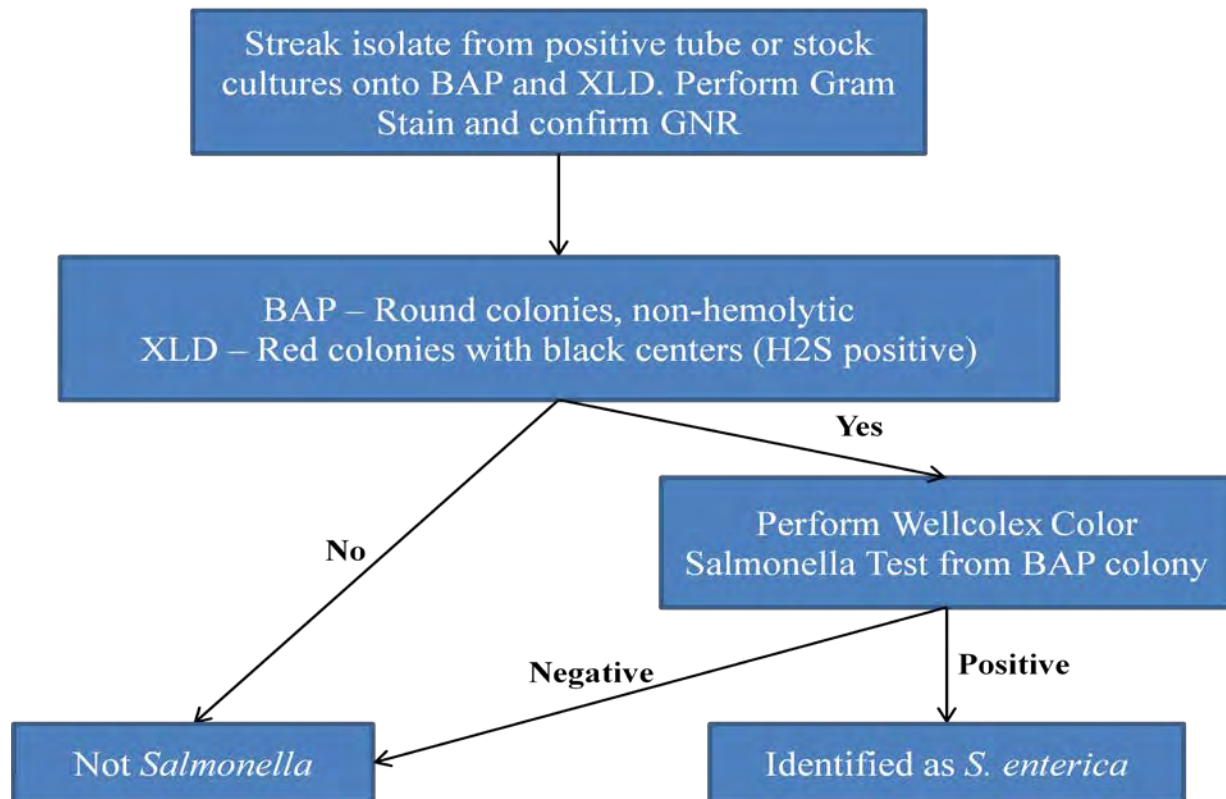 Streak isolate from positive tube or stock
cultures onto BAP and XLD. Perform Gram
Stain and confirm GNR
BAP – Round colonies, non-hemolytic
XLD – Red colonies with black centers (H2S positive)
Yes
No
Perform Wellcolex Color
Salmonella Test from BAP colony
Negative
Positive
Not Salmonella
Identified as S. enterica